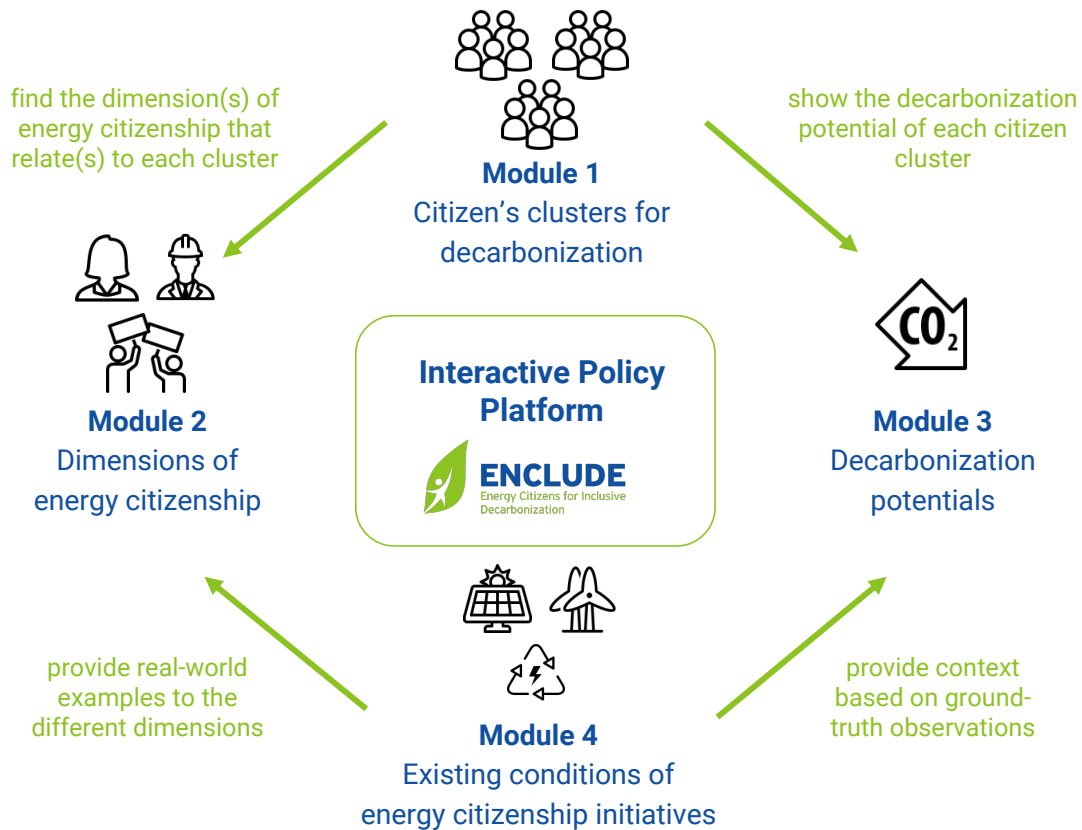 find the dimension(s) of
energy citizenship that
relate(s) to each cluster
show the decarbonization
potential of each citizen
cluster
Module 1
Citizen’s clusters for
decarbonization
Module 2
Dimensions of
energy citizenship
Interactive Policy
Platform
ENCLUDE
Energy Citizens for Inclusive
Decarbonization
CO2
Module 3
Decarbonization
potentials
provide real-world
examples to the
different dimensions
provide context
based on ground-
truth observations
Module 4
Existing conditions of
energy citizenship initiatives